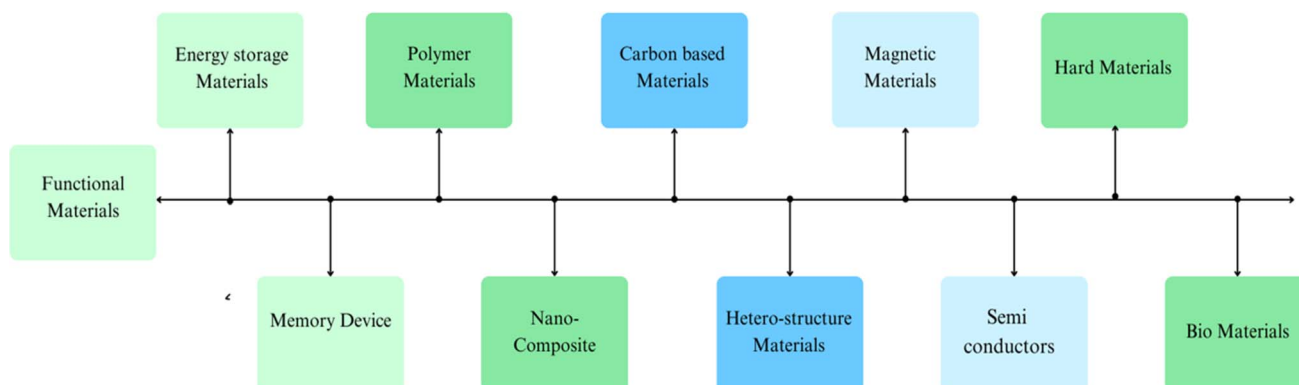 Energy storage
Materials
Polymer
Materials
Carbon based
Materials
Magnetic
Materials
Hard Materials
Functional
Materials
Memory Device
Nano-
Composite
Hetero-structure
Materials
Semi
conductors
Bio Materials